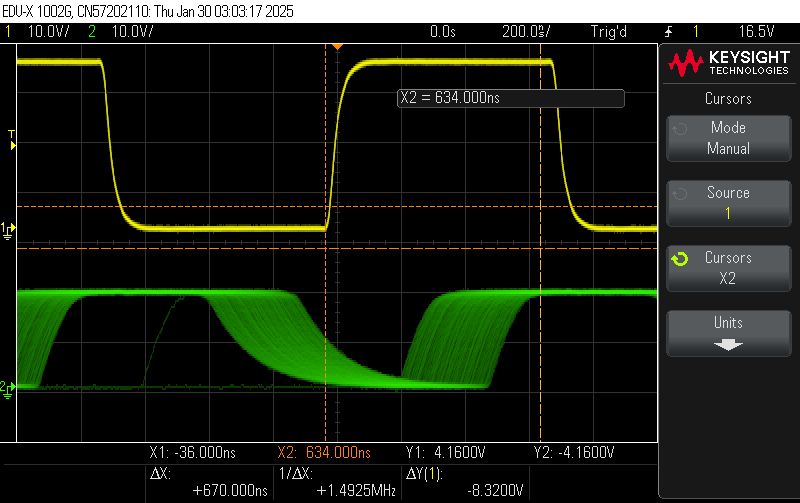 EDU-X 1002G, CN57202110: Thu Jan 30 03:03:17 2025
1 10.0V/ 2 10.0V/ 0.0s 200.0ns/ Trig'd 1 16.5V
KEYSIGHT
TECHNOLOGIES
Cursors
X2 = 634.000ns
Mode
Manual
T
Source
1
1
Cursors
X2
Units
2
X1: -36.000ns X2: 634.000ns Y1: 4.1600V Y2: -4.1600V
ΔX: 1/ΔX: ΔY(1):
+670.000ns +1.4925MHz -8.3200V